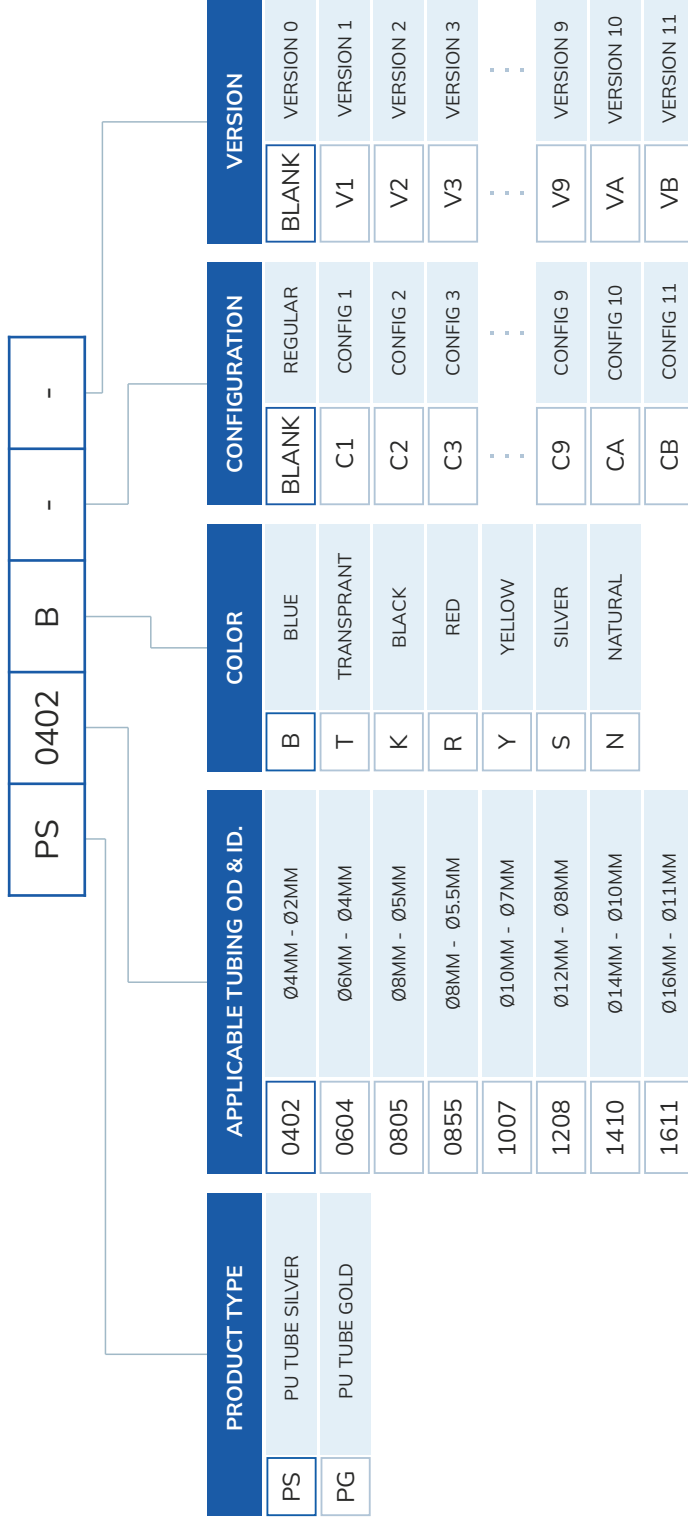 PS 0402 B - -
PRODUCT TYPE
PS PU TUBE SILVER
PG PU TUBE GOLD
APPLICABLE TUBING OD & ID.
0402 Ø4MM - Ø2MM
0604 Ø6MM - Ø4MM
0805 Ø8MM - Ø5MM
0855 Ø8MM - Ø5.5MM
1007 Ø10MM - Ø7MM
1208 Ø12MM - Ø8MM
1410 Ø14MM - Ø10MM
1611 Ø16MM - Ø11MM
COLOR
B BLUE
T TRANSPRANT
K BLACK
R RED
Y YELLOW
S SILVER
N NATURAL
CONFIGURATION
BLANK REGULAR
C1 CONFIG 1
C2 CONFIG 2
C3 CONFIG 3
... ...
C9 CONFIG 9
CA CONFIG 10
CB CONFIG 11
VERSION
BLANK VERSION 0
V1 VERSION 1
V2 VERSION 2
V3 VERSION 3
... ...
V9 VERSION 9
VA VERSION 10
VB VERSION 11